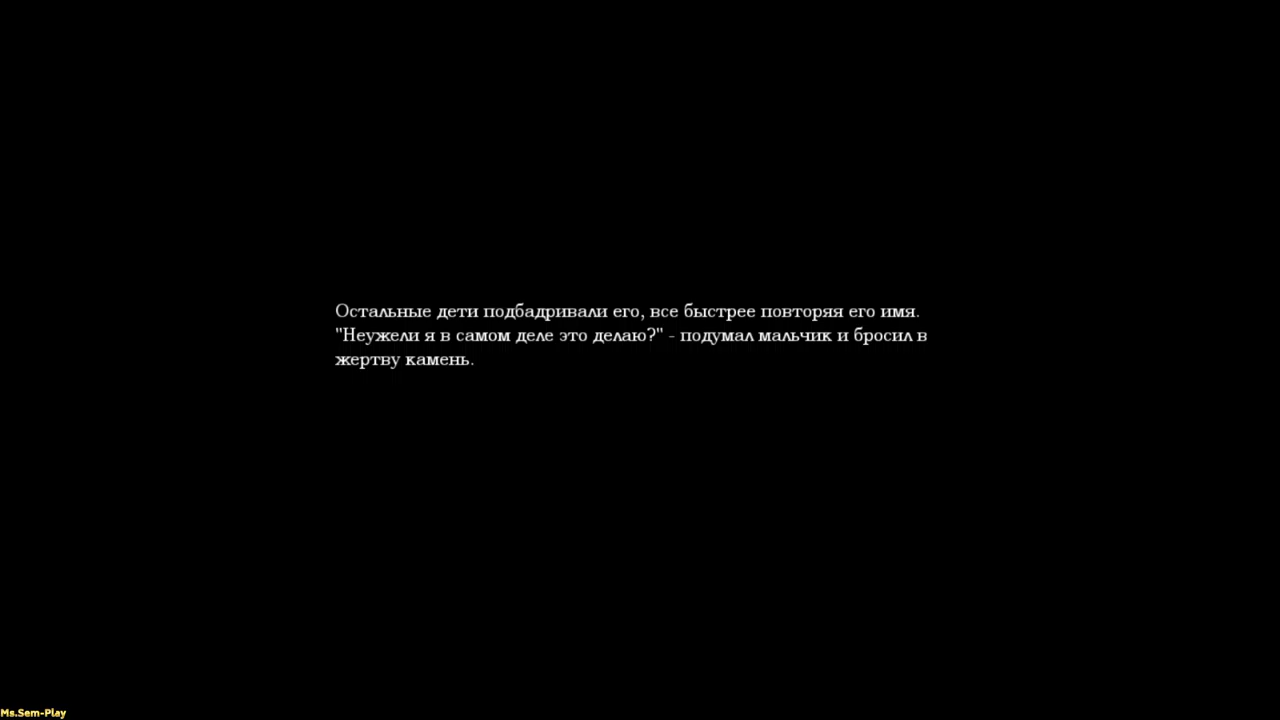 Остальные дети подбадривали его, все быстрее повторяя его имя.
"Неужели я в самом деле это делаю?" - подумал мальчик и бросил в
жертву камень.
Ms.Sem-Play